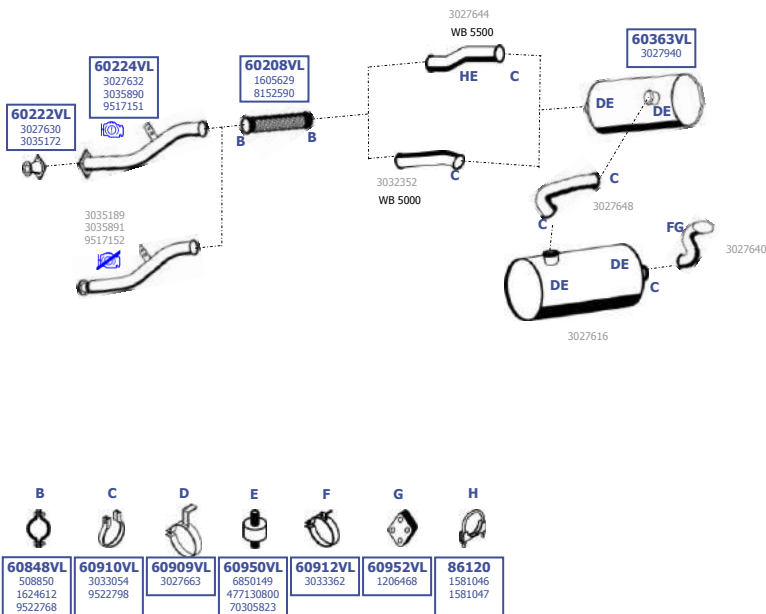 3027644
WB 5500
HE C
60363VL
3027940
DE
DE
60224VL
3027632
3035890
9517151
60208VL
1605629
8152590
60222VL
3027630
3035172
B
B
3032352
C
WB 5000
C
3027648
C
3035189
3035891
9517152
FG
3027640
DE
DE
C
3027616
B C D E F G H
60848VL 60910VL 60909VL 60950VL 60912VL 60952VL 86120
508850 3033054 3027663 6850149 3033362 1206468 1581046
1624612 9522798 477130800 1581047
9522768 70305823